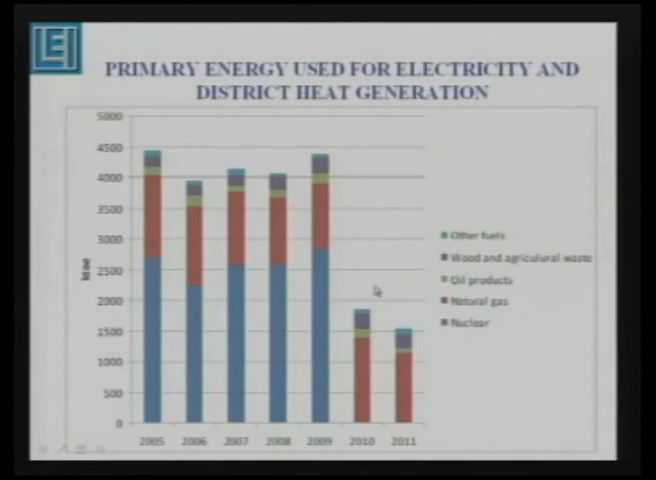 LEI
PRIMARY ENERGY USED FOR ELECTRICITY AND
DISTRICT HEAT GENERATION
5000
4500
4000
3500
3000
2500
2000
1500
1000
500
0
ktoe
2005 2006 2007 2008 2009 2010 2011
Other fuels
Wood and agriculural waste
Oil products
Natural gas
Nuclear